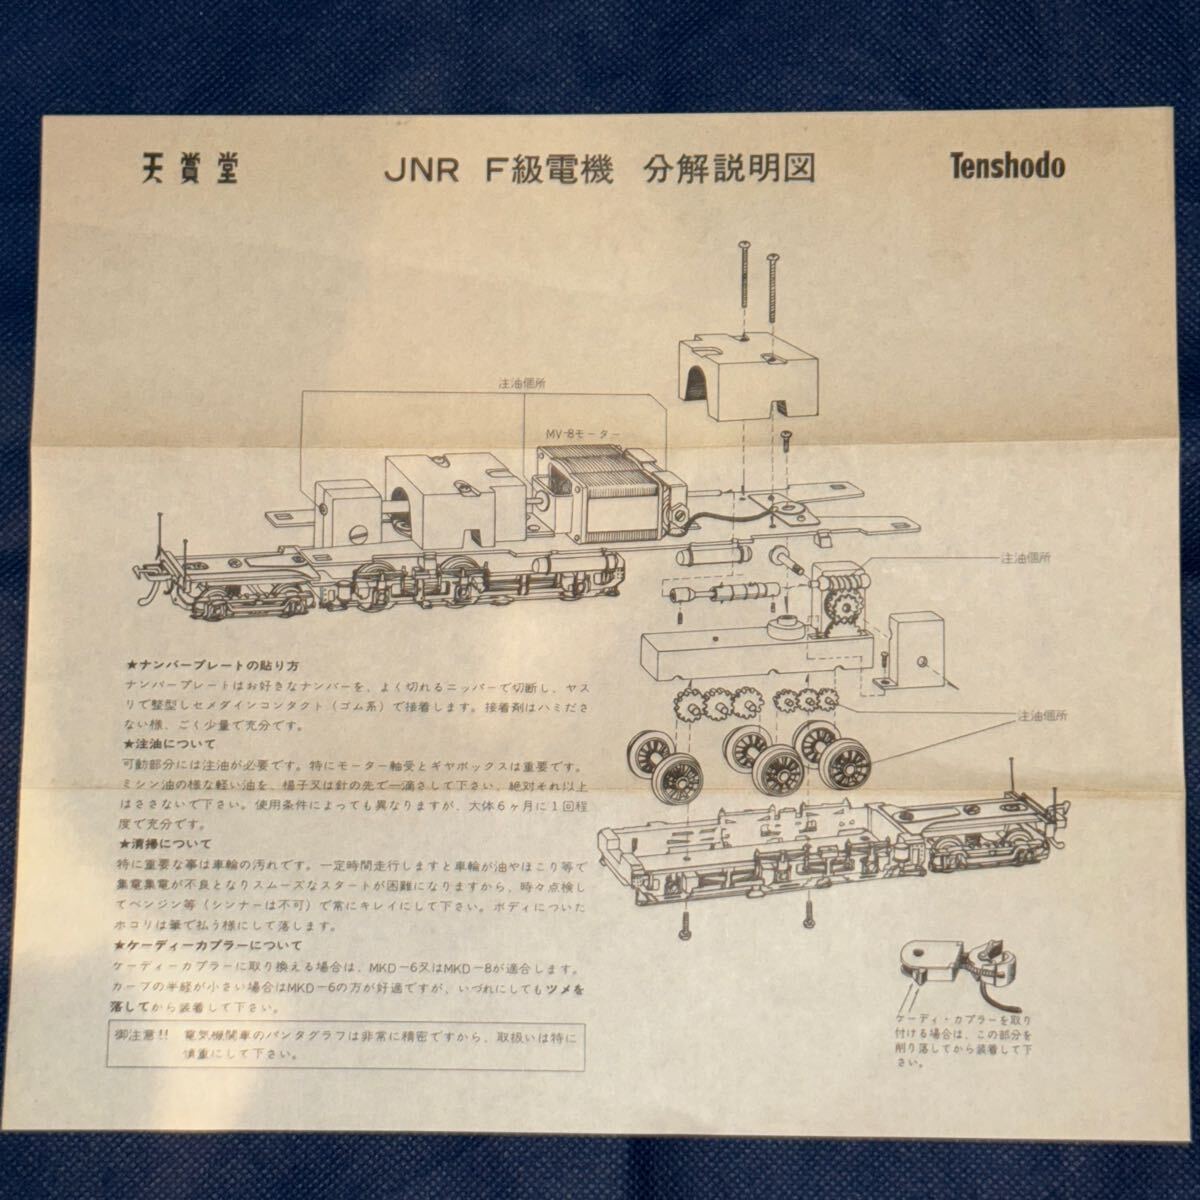 天賞堂
JNR F級電機 分解説明図
Tenshodo
注油個所
MV-8モーター
注油個所
注油個所
★ナンバープレートの貼り方
ナンバープレートはお好きなナンバーを、よく切れるニッパーで切断し、ヤス
リで整型しセメダインコンタクト(ゴム系)で接着します。接着剤はハミださ
ない様、ごく少量で充分です。
★注油について
可動部分には注油が必要です。特にモーター軸受とギヤボックスは重要です。
ミシン油の様な軽い油を、楊子又は針の先で一滴さして下さい、絶対それ以上
はささないで下さい。使用条件によっても異なりますが、大体6ヶ月に1回程
度で充分です。
★清掃について
特に重要な事は車輪の汚れです。一定時間走行しますと車輪が油やほこり等で
集電集電が不良となりスムーズなスタートが困難になりますから、時々点検し
てベンジン等(シンナーは不可)で常にキレイにして下さい。ボディについた
ホコリは筆で払う様にして落します。
★ケーディーカプラーについて
ケーディーカプラーに取り換える場合は、MKD-6又はMKD-8が適合します。
カーブの半経が小さい場合はMKD-6の方が好適ですが、いづれにしてもツメを
落してから装着して下さい。
御注意!! 電気機関車のパンタグラフは非常に精密ですから、取扱いは特に
慎重にして下さい。
ケーディ・カプラーを取り
付ける場合は、この部分を
削り落してから装着して下
さい。